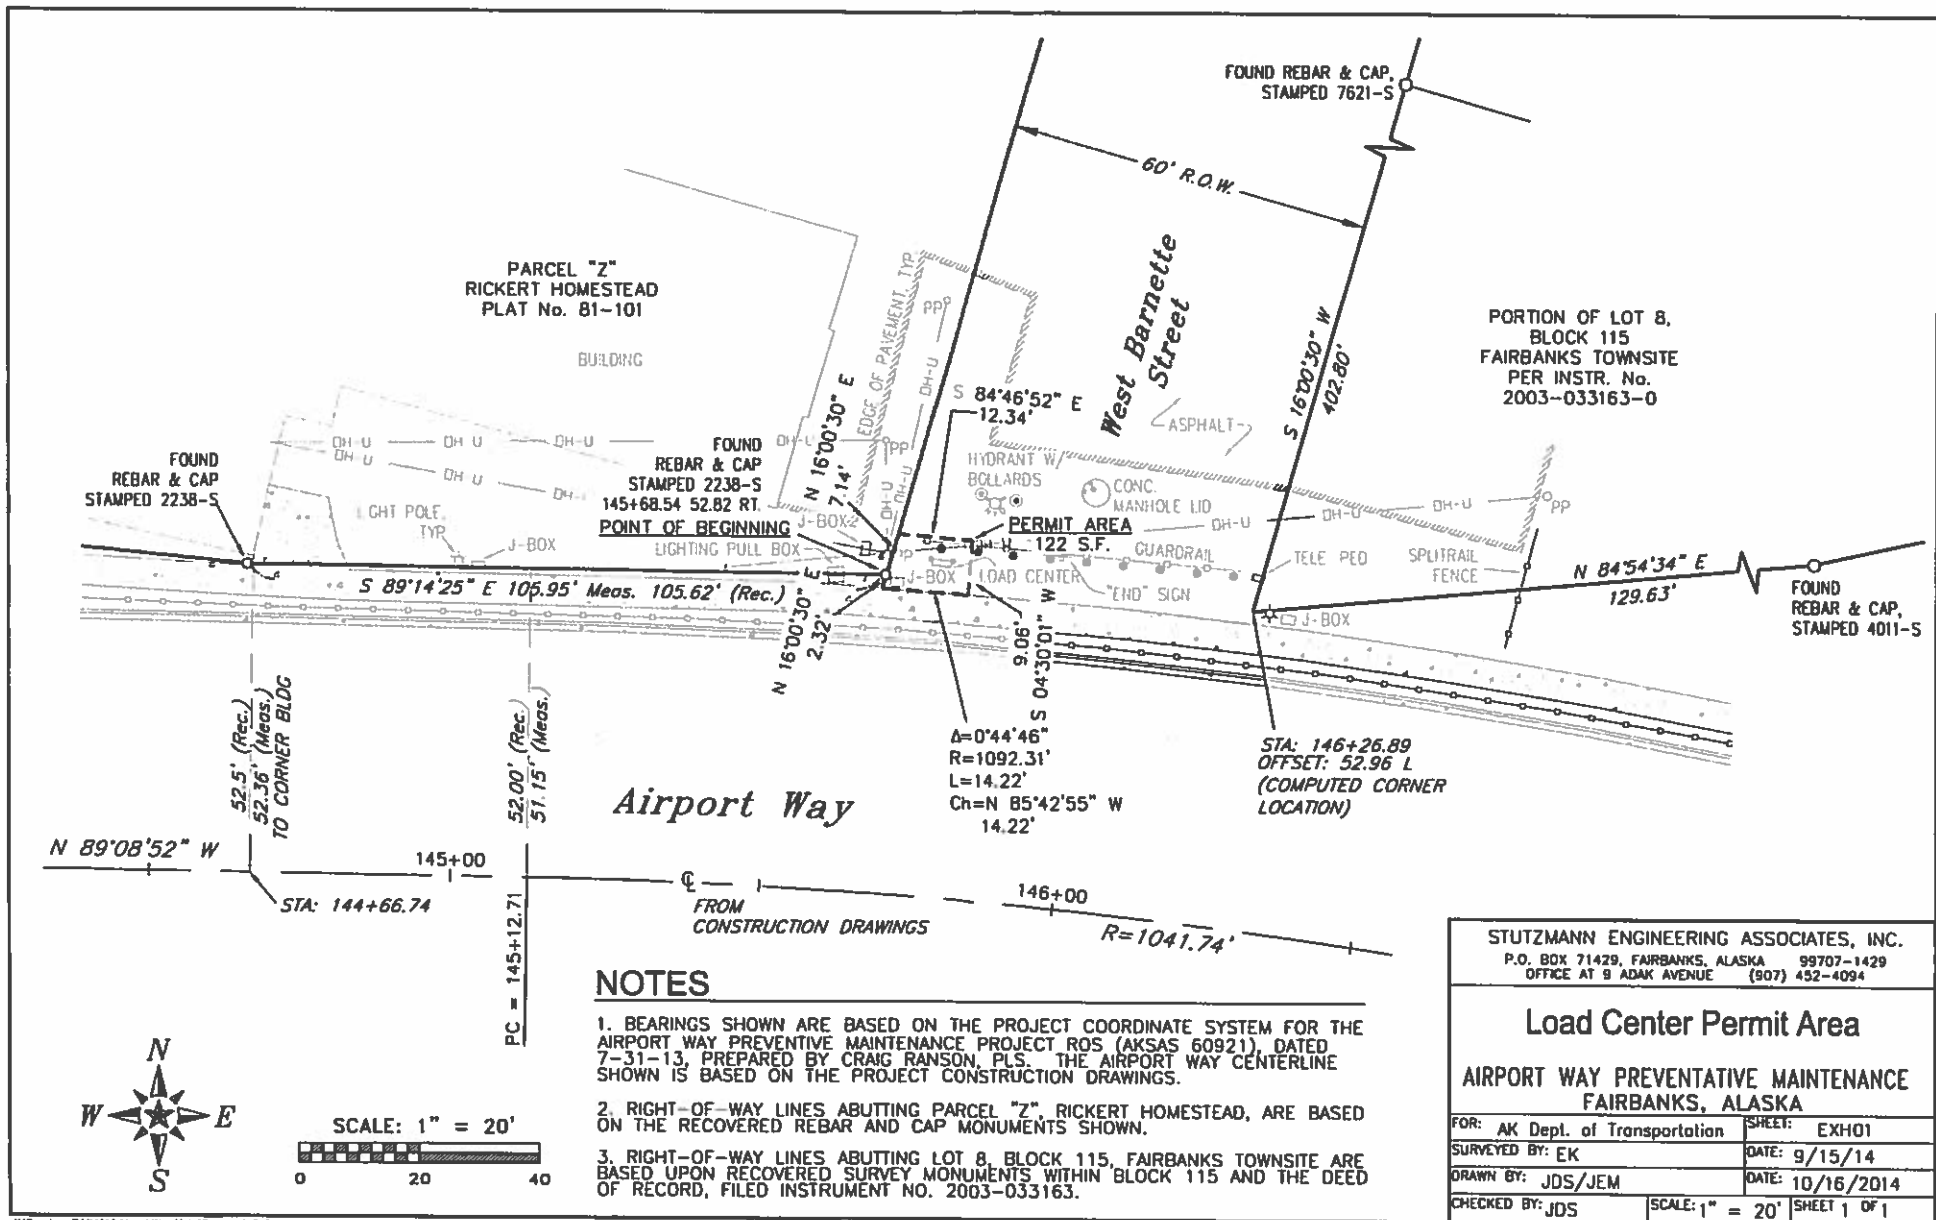 FOUND REBAR & CAP,
STAMPED 7621-S
60' R.O.W.
PARCEL "Z"
RICKERT HOMESTEAD
PLAT No. 81-101
BUILDING
EDGE OF PAVEMENT, TYP
PP
OH-U
West Barnette
Street
S 16°00'30" W
402.80'
PORTION OF LOT 8,
BLOCK 115
FAIRBANKS TOWNSITE
PER INSTR. No.
2003-033163-0
N 16°00'30" E
7.14'
S 84°46'52" E
12.34'
ASPHALT
OH-U
OH U
OH-U
OH-U
OH U
OH U
OH-U
PP
OH-U
OH-U
FOUND
REBAR & CAP
STAMPED 2238-S
FOUND
REBAR & CAP
STAMPED 2238-S
145+68.54 52.82 RT.
POINT OF BEGINNING
HYDRANT W/
BOLLARDS
CONC.
MANHOLE LID
LIGHT POLE,
TYP
J-BOX
J-BOX
LIGHTING PULL BOX
PERMIT AREA
122 S.F.
OH-U
OH-U
OH-U
PP
PP
GUARDRAIL
TELE PED
SPLITRAIL
FENCE
J-BOX
LOAD CENTER
"END" SIGN
J-BOX
N 84°54'34" E
129.63'
FOUND
REBAR & CAP,
STAMPED 4011-S
S 89°14'25" E 105.95' Meas. 105.62' (Rec.)
N 16°00'30" E
2.32'
9.06'
S 04°30'01" W
52.5' (Rec.)
52.36' (Meas.)
TO CORNER BLDG
52.00' (Rec.)
51.15' (Meas.)
Δ=0°44'46"
R=1092.31'
L=14.22'
Ch=N 85°42'55" W
14.22'
STA: 146+26.89
OFFSET: 52.96 L
(COMPUTED CORNER
LOCATION)
Airport Way
N 89°08'52" W
145+00
STA: 144+66.74
PC = 145+12.71
FROM
CONSTRUCTION DRAWINGS
146+00
R=1041.74'
NOTES
1. BEARINGS SHOWN ARE BASED ON THE PROJECT COORDINATE SYSTEM FOR THE
AIRPORT WAY PREVENTIVE MAINTENANCE PROJECT ROS (AKSAS 60921), DATED
7-31-13, PREPARED BY CRAIG RANSON, PLS. THE AIRPORT WAY CENTERLINE
SHOWN IS BASED ON THE PROJECT CONSTRUCTION DRAWINGS.
2. RIGHT-OF-WAY LINES ABUTTING PARCEL "Z", RICKERT HOMESTEAD, ARE BASED
ON THE RECOVERED REBAR AND CAP MONUMENTS SHOWN.
3. RIGHT-OF-WAY LINES ABUTTING LOT 8, BLOCK 115, FAIRBANKS TOWNSITE ARE
BASED UPON RECOVERED SURVEY MONUMENTS WITHIN BLOCK 115 AND THE DEED
OF RECORD, FILED INSTRUMENT NO. 2003-033163.
N
W E
S
SCALE: 1" = 20'
0 20 40
STUTZMANN ENGINEERING ASSOCIATES, INC.
P.O. BOX 71429, FAIRBANKS, ALASKA 99707-1429
OFFICE AT 9 ADAK AVENUE (907) 452-4094
Load Center Permit Area
AIRPORT WAY PREVENTATIVE MAINTENANCE
FAIRBANKS, ALASKA
FOR: AK Dept. of Transportation SHEET: EXH01
SURVEYED BY: EK DATE: 9/15/14
DRAWN BY: JDS/JEM DATE: 10/16/2014
CHECKED BY: JDS SCALE: 1" = 20' SHEET 1 OF 1